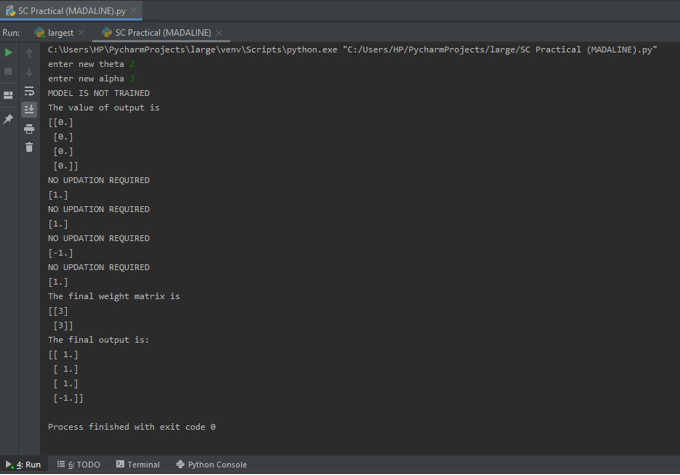 SC Practical (MADALINE).py
Run: largest SC Practical (MADALINE)
C:\Users\HP\PycharmProjects\large\venv\Scripts\python.exe "C:/Users/HP/PycharmProjects/large/SC Practical (MADALINE).py"
enter new theta 2
enter new alpha 3
MODEL IS NOT TRAINED
The value of output is
[[0.]
 [0.]
 [0.]
 [0.]]
NO UPDATION REQUIRED
[1.]
NO UPDATION REQUIRED
[1.]
NO UPDATION REQUIRED
[-1.]
NO UPDATION REQUIRED
[1.]
The final weight matrix is
[[3]
 [3]]
The final output is:
[[ 1.]
 [ 1.]
 [ 1.]
 [-1.]]
Process finished with exit code 0
4: Run 6: TODO Terminal Python Console